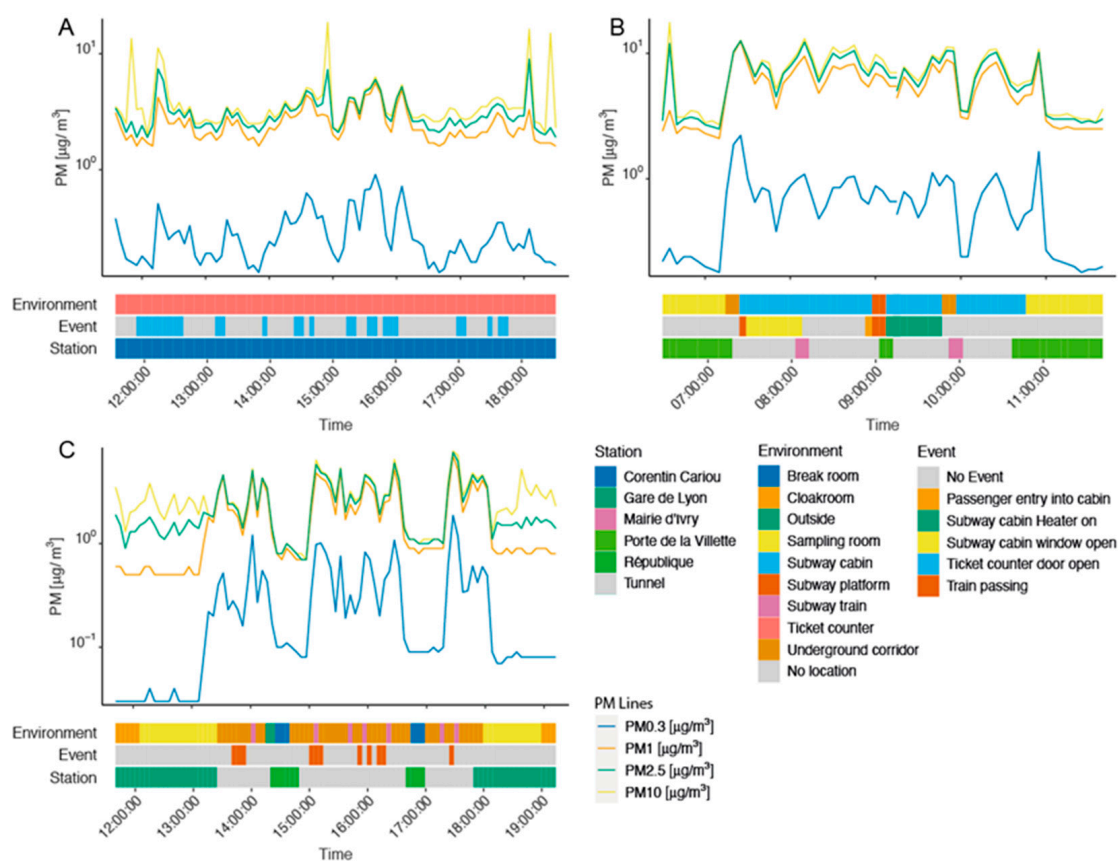 A
10¹
10⁰
PM [µg/ m³]
Environment
Event
Station
12:00:00
13:00:00
14:00:00
15:00:00
16:00:00
17:00:00
18:00:00
Time
B
10¹
10⁰
PM [µg/ m³]
07:00:00
08:00:00
09:00:00
10:00:00
11:00:00
Time
C
10⁰
10⁻¹
PM [µg/m³]
Environment
Event
Station
12:00:00
13:00:00
14:00:00
15:00:00
16:00:00
17:00:00
18:00:00
19:00:00
Time
Station
Corentin Cariou
Gare de Lyon
Mairie d'Ivry
Porte de la Villette
République
Tunnel
Environment
Break room
Cloakroom
Outside
Sampling room
Subway cabin
Subway platform
Subway train
Ticket counter
Underground corridor
No location
Event
No Event
Passenger entry into cabin
Subway cabin Heater on
Subway cabin window open
Ticket counter door open
Train passing
PM Lines
PM0.3 [µg/m³]
PM1 [µg/m³]
PM2.5 [µg/m³]
PM10 [µg/m³]